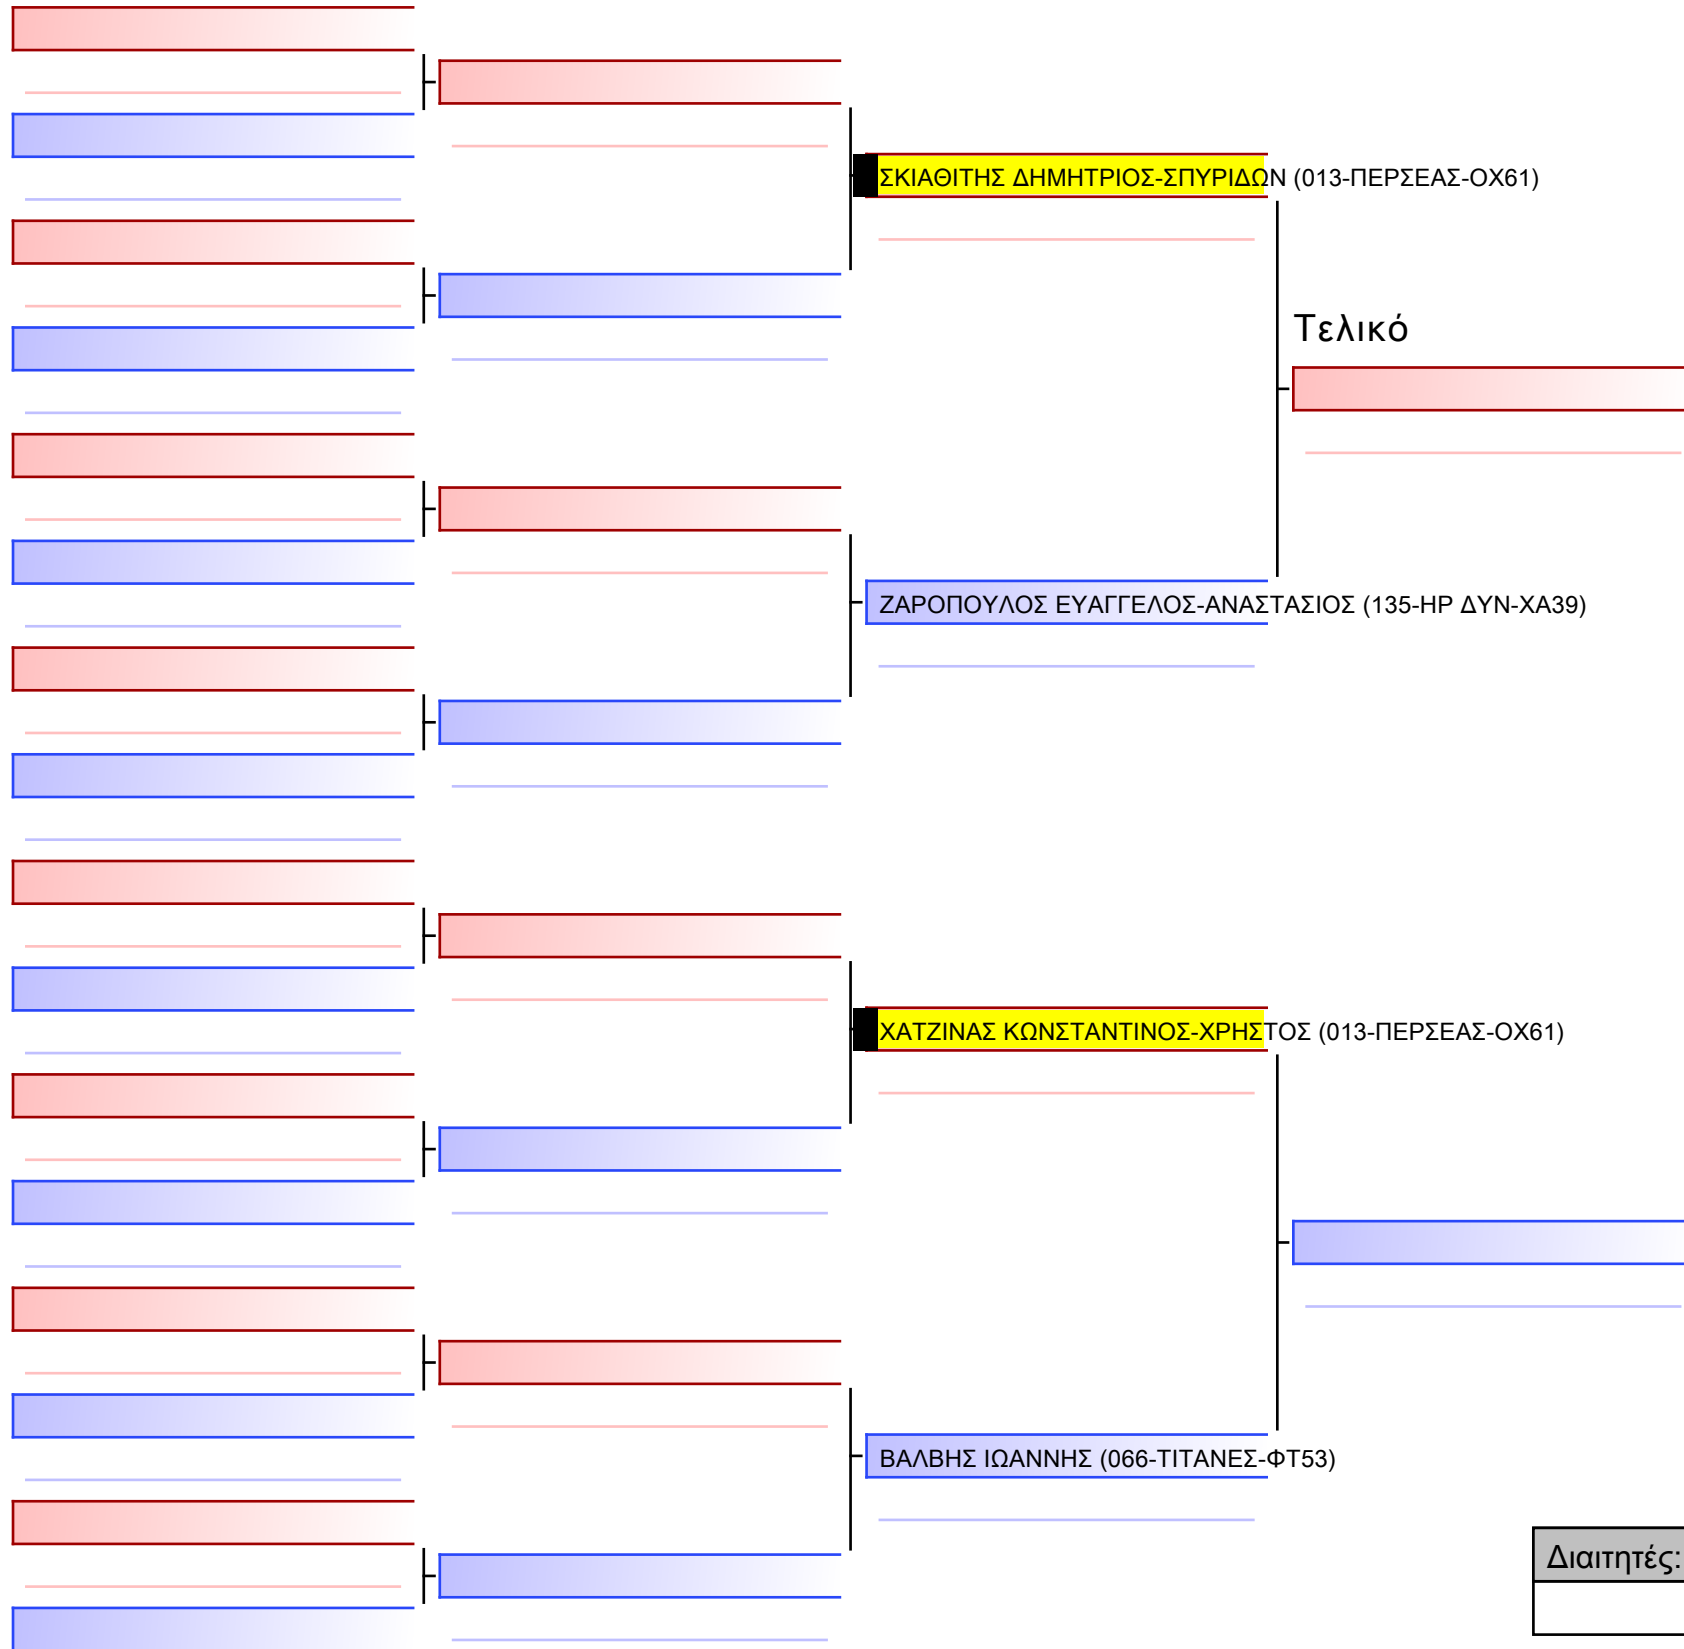 ΣΚΙΑΘΙΤΗΣ ΔΗΜΗΤΡΙΟΣ-ΣΠΥΡΙΔΩΝ (013-ΠΕΡΣΕΑΣ-ΟΧ61)
Τελικό
ΖΑΡΟΠΟΥΛΟΣ ΕΥΑΓΓΕΛΟΣ-ΑΝΑΣΤΑΣΙΟΣ (135-ΗΡ ΔΥΝ-ΧΑ39)
ΧΑΤΖΙΝΑΣ ΚΩΝΣΤΑΝΤΙΝΟΣ-ΧΡΗΣΤΟΣ (013-ΠΕΡΣΕΑΣ-ΟΧ61)
ΒΑΛΒΗΣ ΙΩΑΝΝΗΣ (066-ΤΙΤΑΝΕΣ-ΦΤ53)
Διαιτητές: